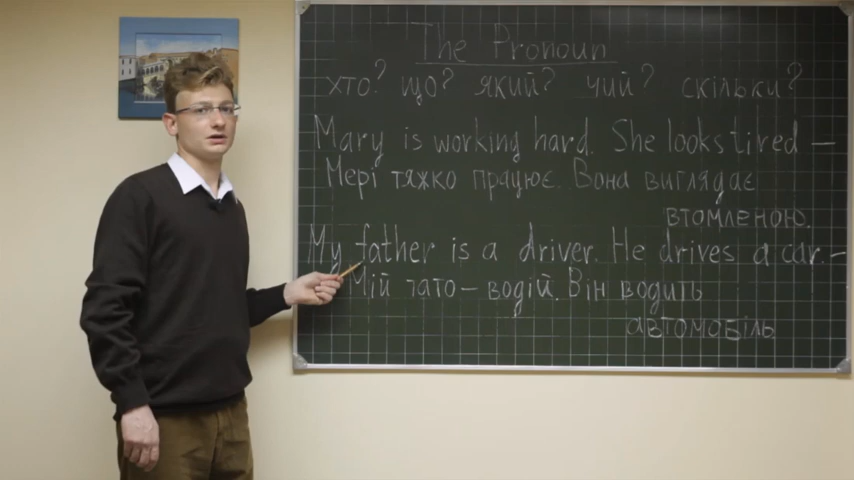 The Pronoun
хто? що? який? чий? скільки?
Mary is working hard. She looks tired –
Мері тяжко працює. Вона виглядає
втомленою.
My father is a driver. He drives a car. –
Мій тато – водій. Він водить
автомобіль.